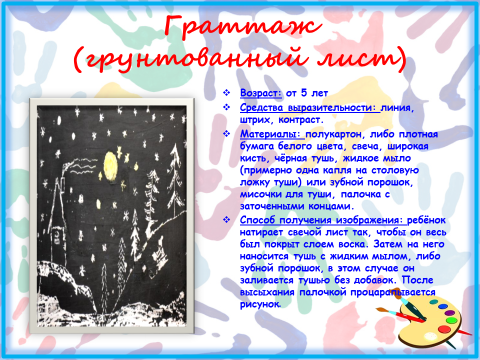 Граттаж
(грунтованный лист)
Возраст: от 5 лет
Средства выразительности: линия,
штрих, контраст.
Материалы: полукартон, либо плотная
бумага белого цвета, свеча, широкая
кисть, чёрная тушь, жидкое мыло
(примерно одна капля на столовую
ложку туши) или зубной порошок,
мисочки для туши, палочка с
заточенными концами.
Способ получения изображения: ребёнок
натирает свечой лист так, чтобы он весь
был покрыт слоем воска. Затем на него
наносится тушь с жидким мылом, либо
зубной порошок, в этом случае он
заливается тушью без добавок. После
высыхания палочкой процарапывается
рисунок.